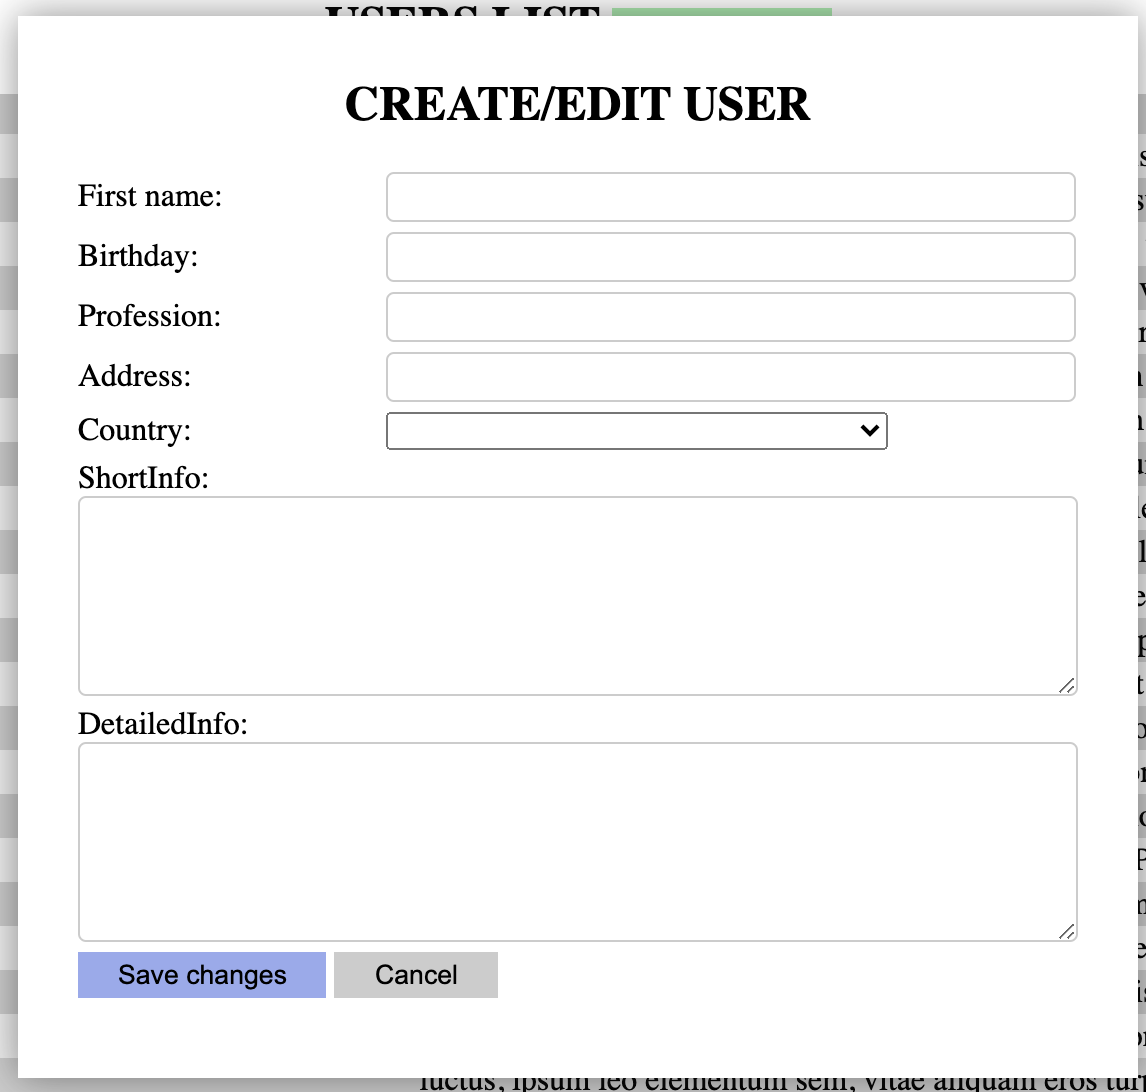 USERS LIST
CREATE/EDIT USER
First name:
Birthday:
Profession:
Address:
Country:
ShortInfo:
DetailedInfo:
Save changes
Cancel
luctus, ipsum leo elementum sem, vitae aliquam eros